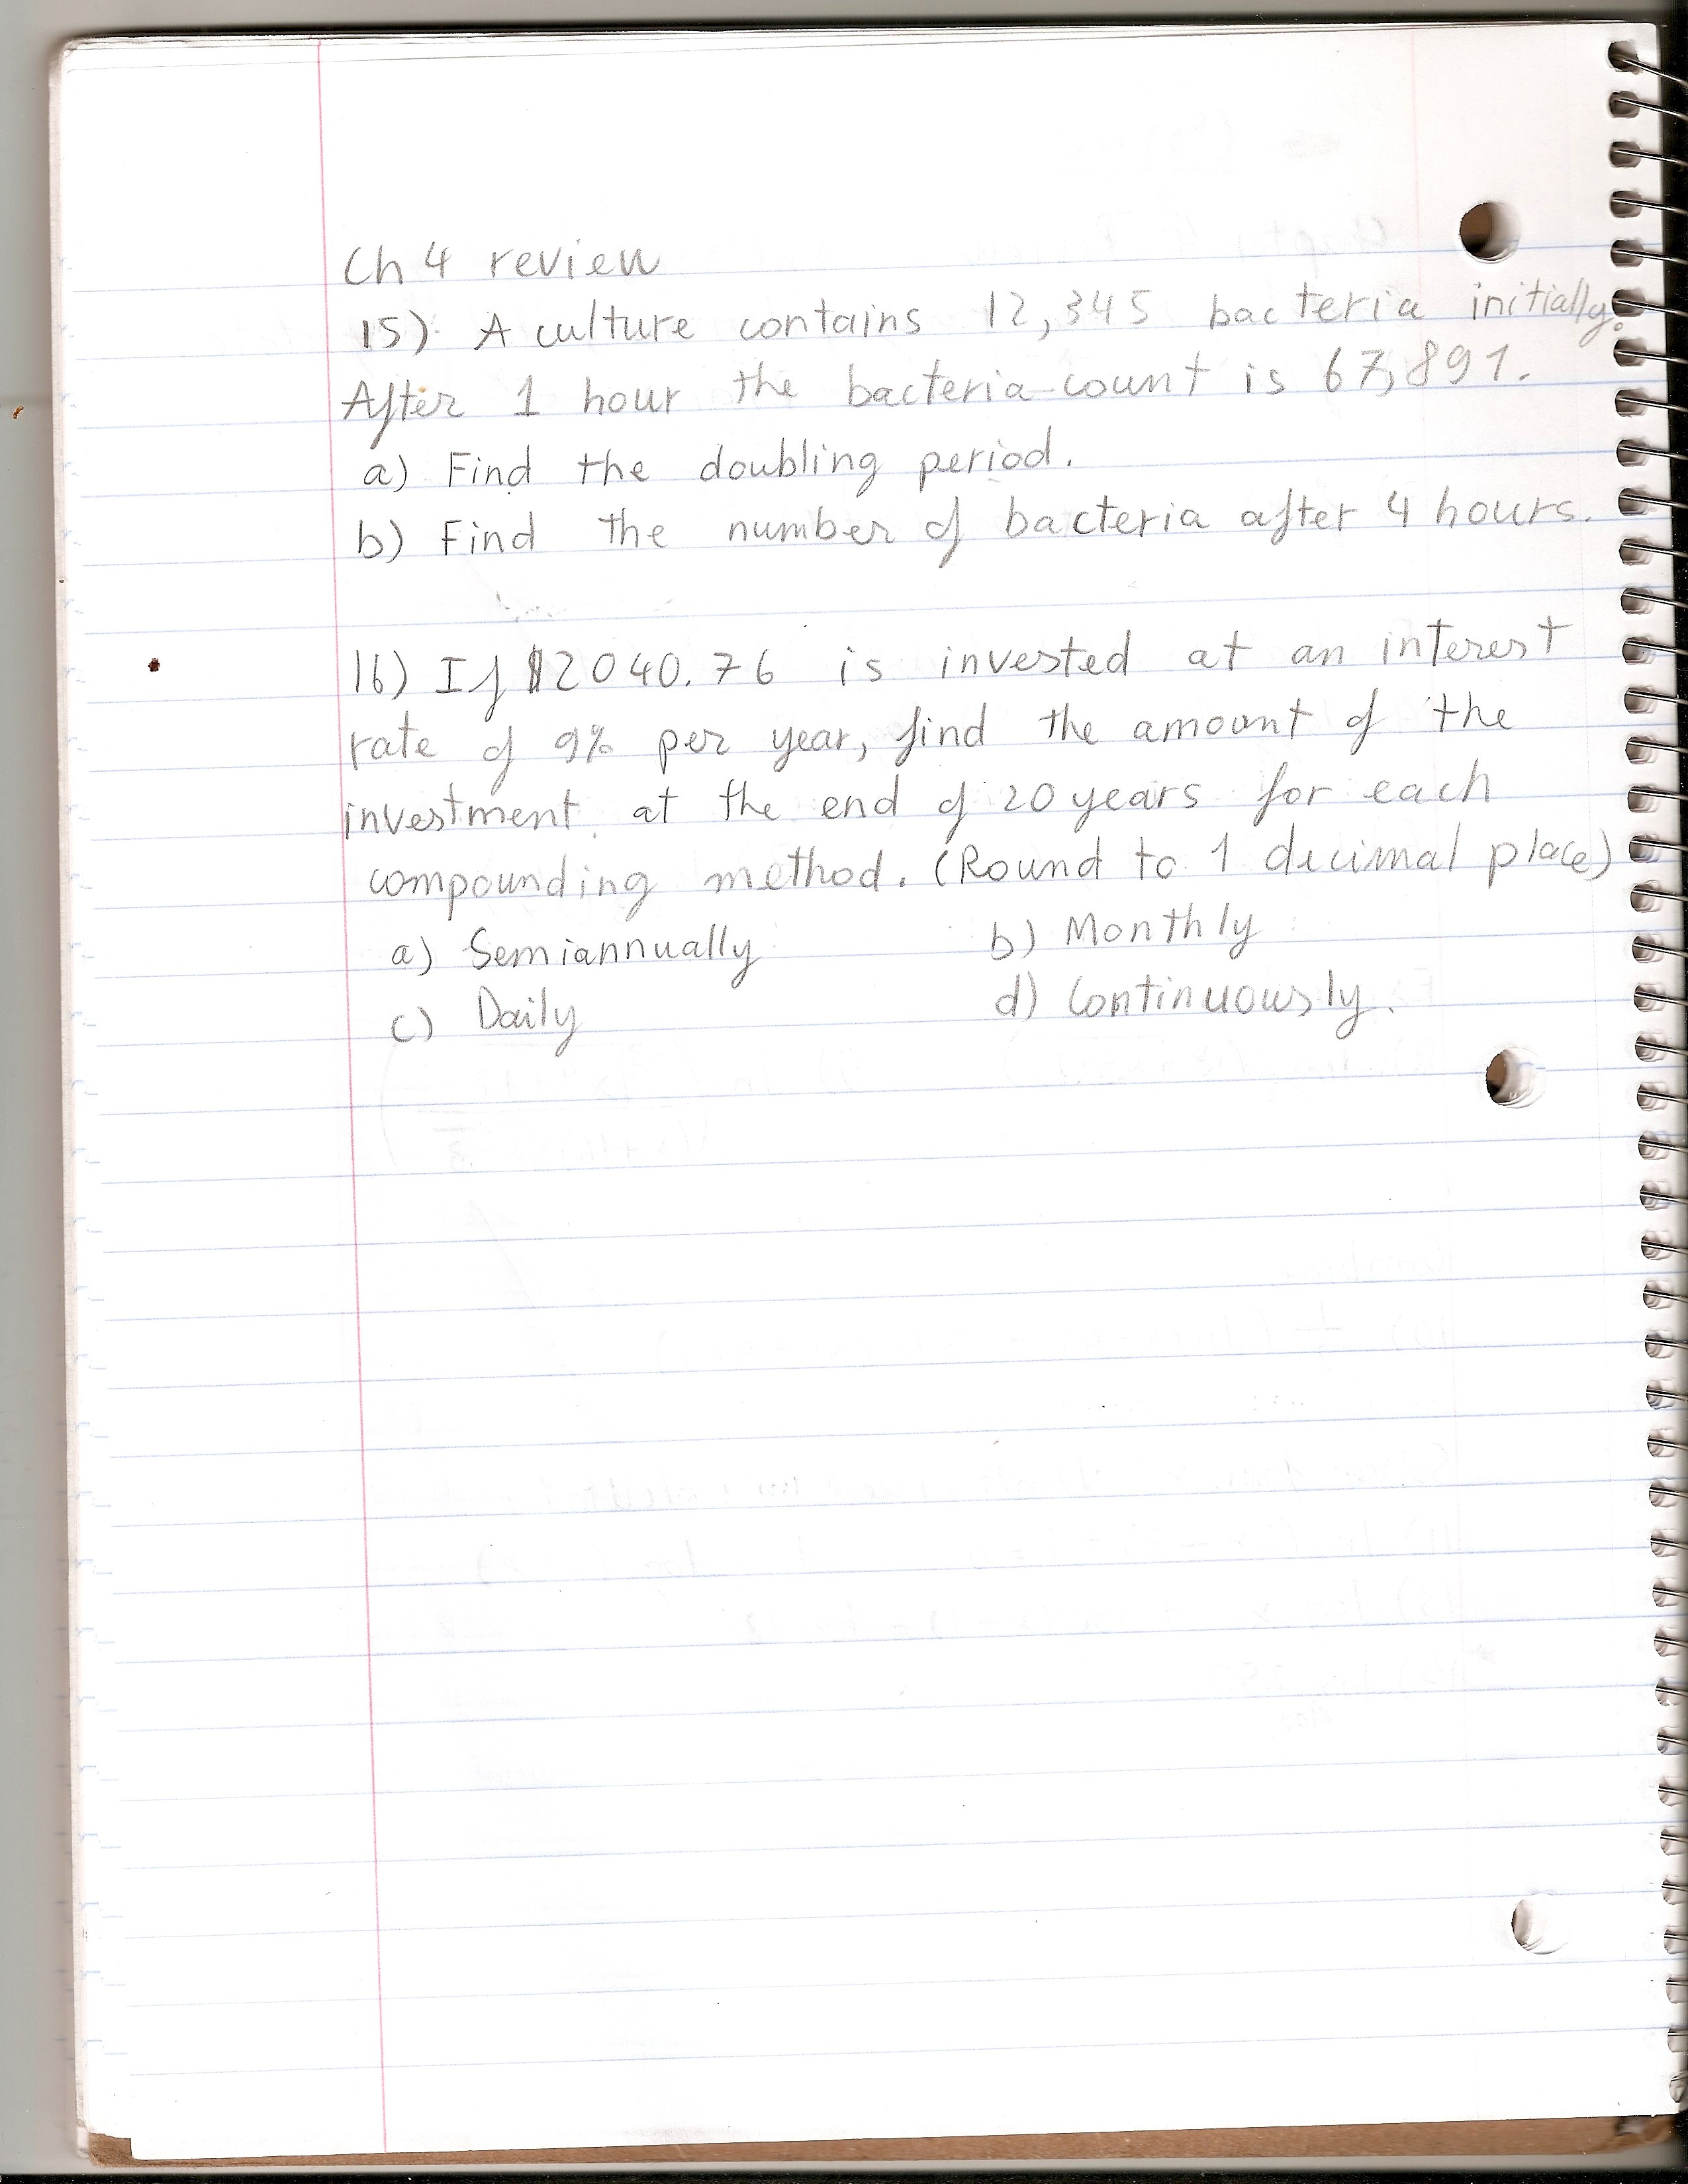 Ch 4 review
15) A culture contains 12,345 bacteria initially.
After 1 hour the bacteria count is 67,891.
a) Find the doubling period.
b) Find the number of bacteria after 4 hours.
16) If $2040.76 is invested at an interest
rate of 9% per year, find the amount of the
investment at the end of 20 years for each
compounding method. (Round to 1 decimal place)
a) Semiannually b) Monthly
c) Daily d) Continuously.